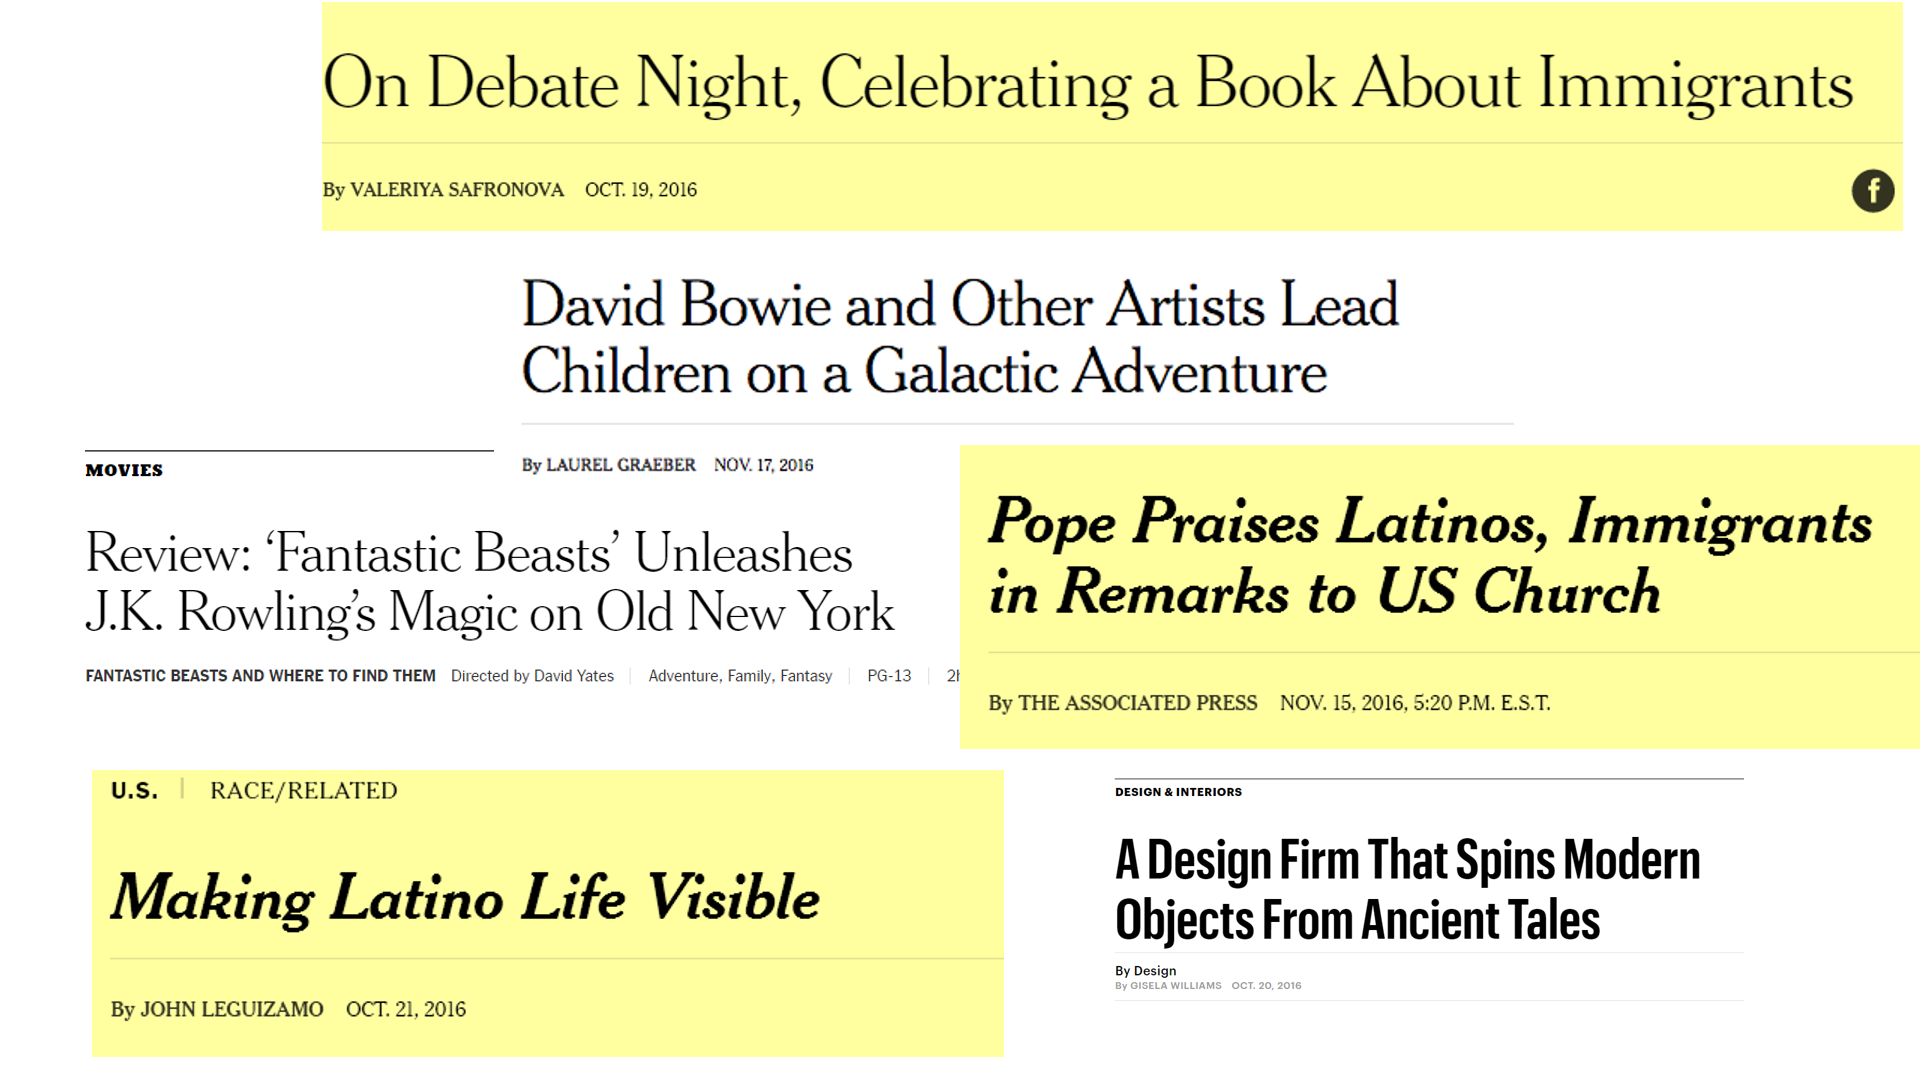 On Debate Night, Celebrating a Book About Immigrants
By VALERIYA SAFRONOVA OCT. 19, 2016
f
David Bowie and Other Artists Lead
Children on a Galactic Adventure
By LAUREL GRAEBER NOV. 17, 2016
MOVIES
Review: ‘Fantastic Beasts’ Unleashes
J.K. Rowling’s Magic on Old New York
FANTASTIC BEASTS AND WHERE TO FIND THEM Directed by David Yates | Adventure, Family, Fantasy | PG-13 |
Pope Praises Latinos, Immigrants
in Remarks to US Church
By THE ASSOCIATED PRESS NOV. 15, 2016, 5:20 P.M. E.S.T.
U.S. | RACE/RELATED
Making Latino Life Visible
By JOHN LEGUIZAMO OCT. 21, 2016
DESIGN & INTERIORS
A Design Firm That Spins Modern
Objects From Ancient Tales
By Design
By GISELA WILLIAMS OCT. 20, 2016